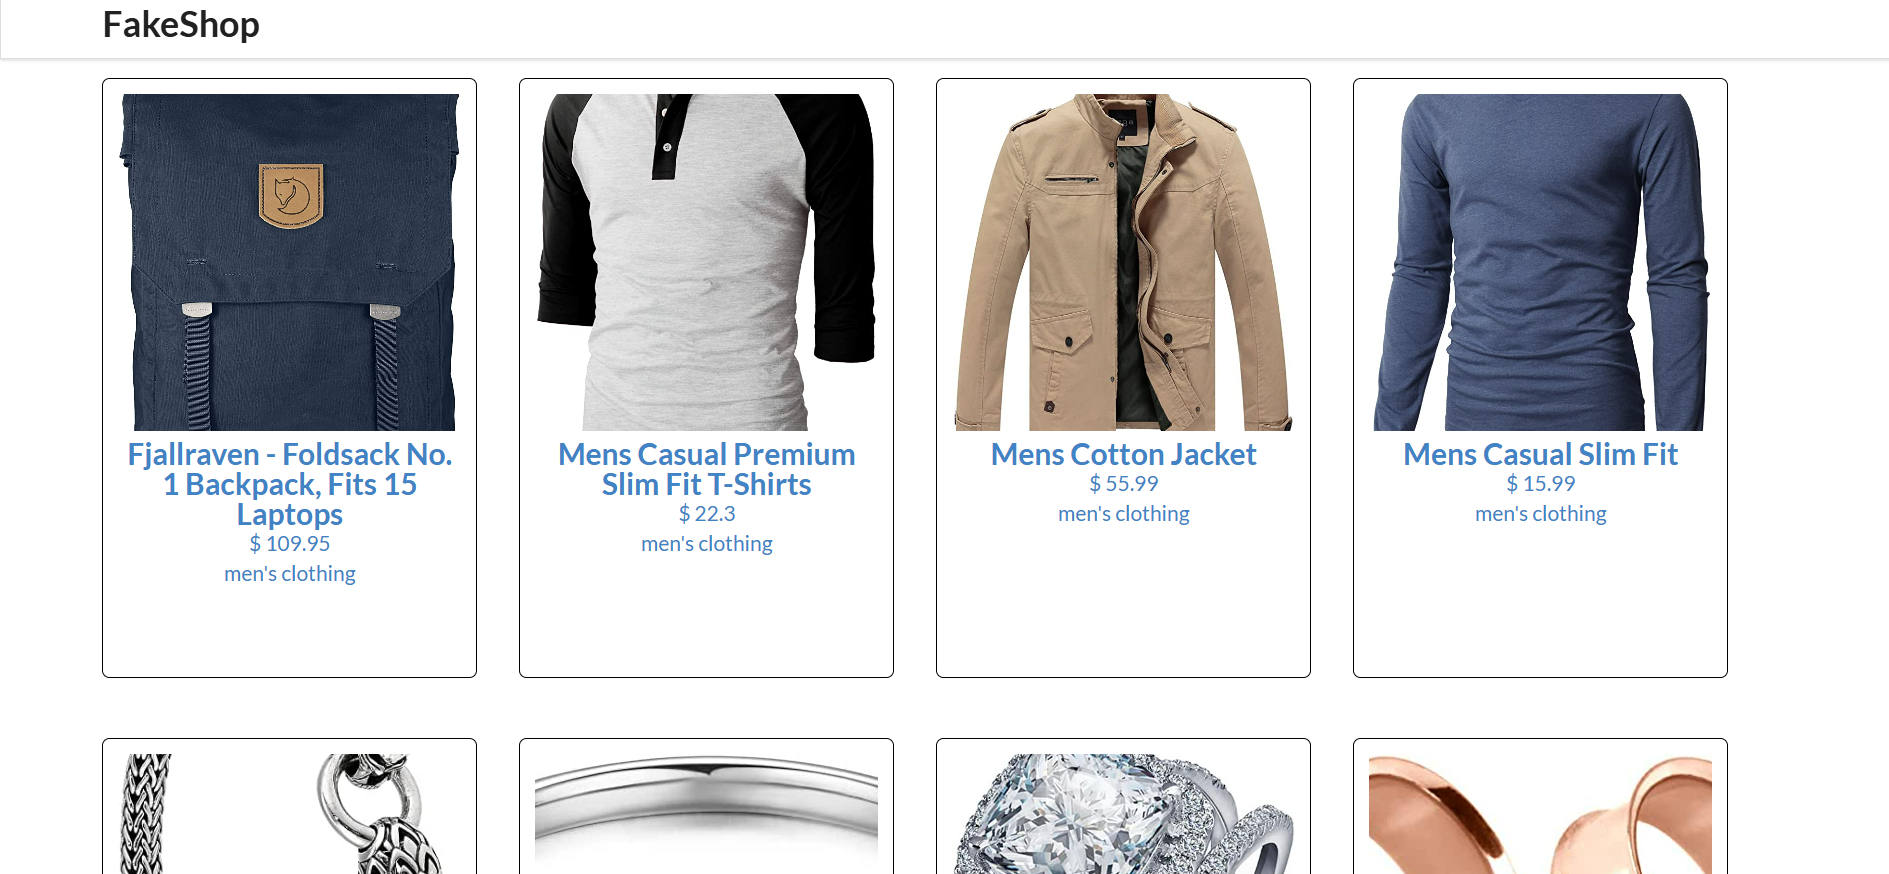 FakeShop
Fjallraven - Foldsack No.
1 Backpack, Fits 15
Laptops
$ 109.95
men's clothing
Mens Casual Premium
Slim Fit T-Shirts
$ 22.3
men's clothing
Mens Cotton Jacket
$ 55.99
men's clothing
Mens Casual Slim Fit
$ 15.99
men's clothing